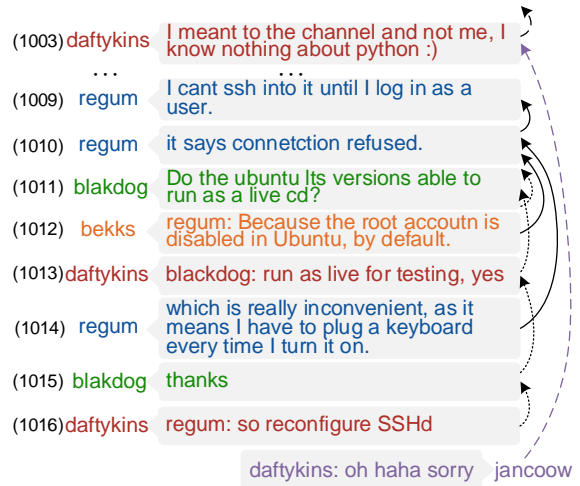 (1003) daftykins I meant to the channel and not me, I
know nothing about python :)
... ...
(1009) regum I cant ssh into it until I log in as a
user.
(1010) regum it says connetction refused.
(1011) blakdog Do the ubuntu lts versions able to
run as a live cd?
(1012) bekks regum: Because the root accoutn is
disabled in Ubuntu, by default.
(1013) daftykins blackdog: run as live for testing, yes
(1014) regum which is really inconvenient, as it
means I have to plug a keyboard
every time I turn it on.
(1015) blakdog thanks
(1016) daftykins regum: so reconfigure SSHd
daftykins: oh haha sorry jancoow